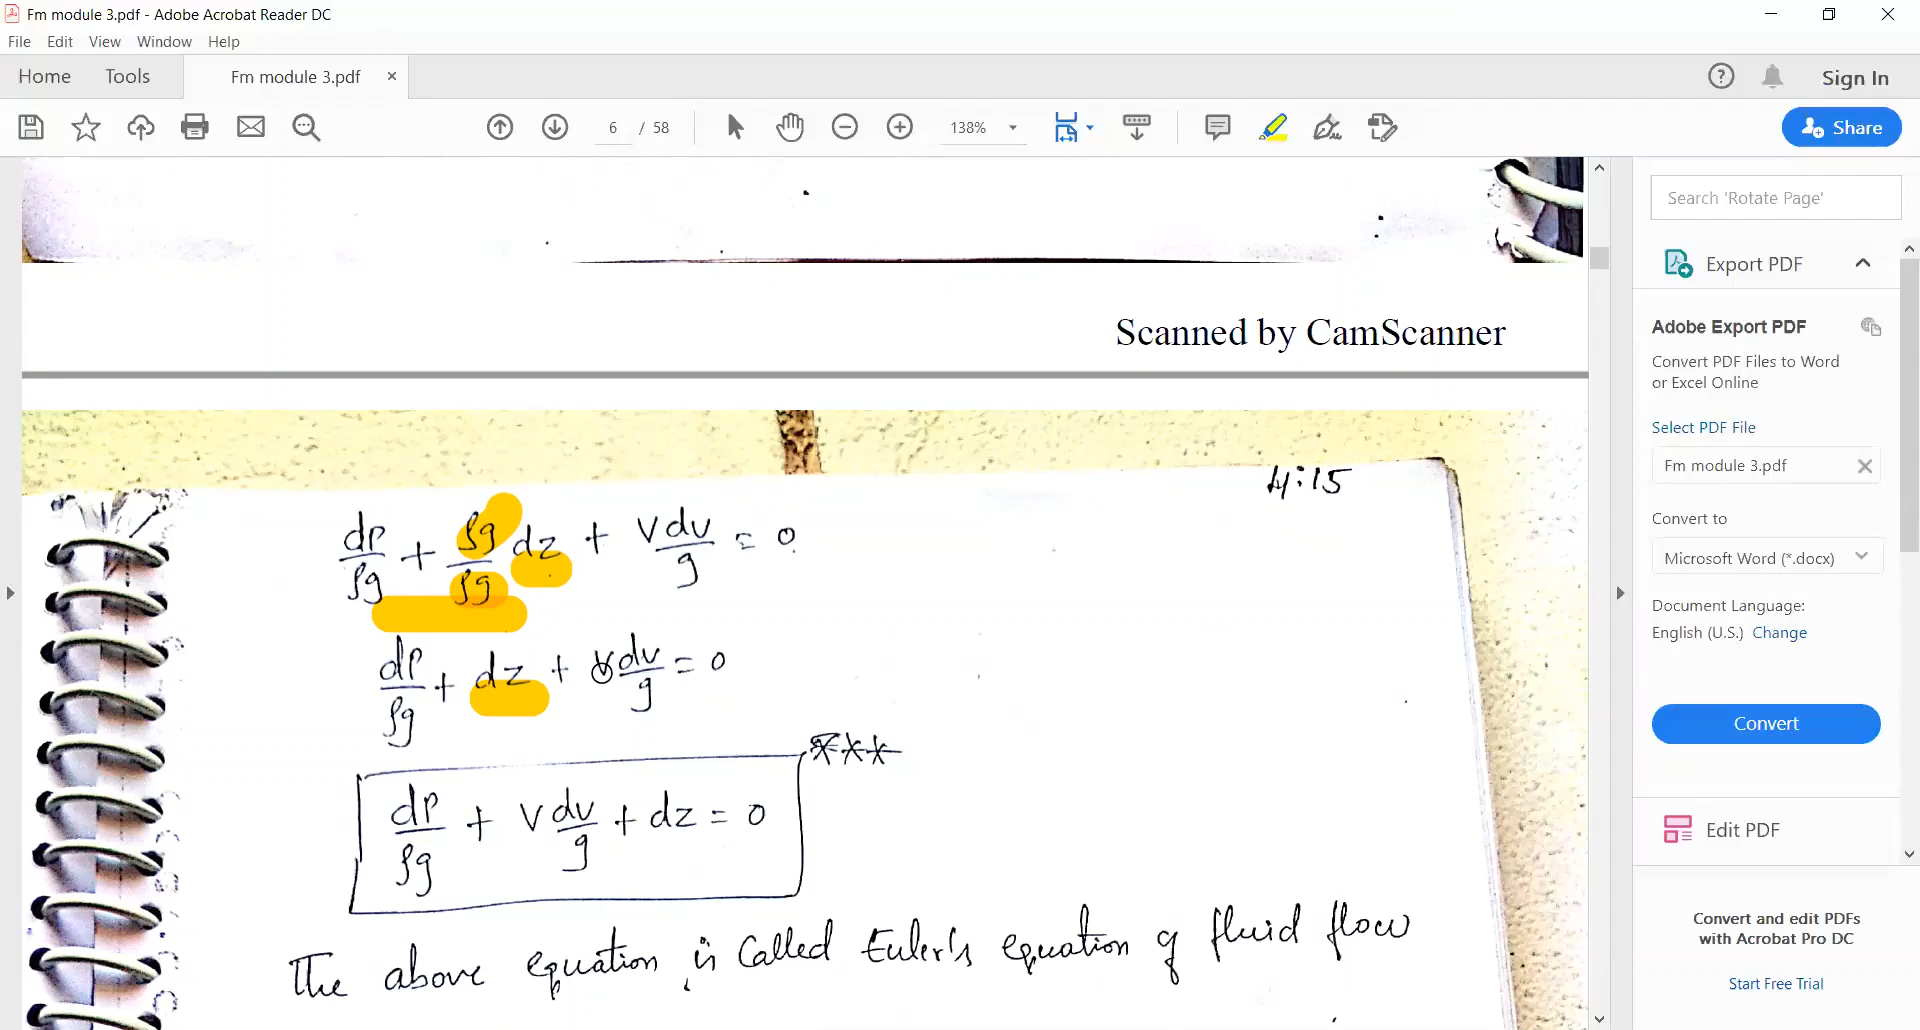 Fm module 3.pdf - Adobe Acrobat Reader DC
File Edit View Window Help
Home Tools Fm module 3.pdf × ? Sign In
6 / 58 138% Share
Scanned by CamScanner
4:15
dp/ρg + ρg/ρg dz + v dv/g = 0
dp/ρg + dz + v dv/g = 0
***
dp/ρg + v dv/g + dz = 0
The above equation is Called Euler's equation of fluid flow
Search 'Rotate Page'
Export PDF
Adobe Export PDF
Convert PDF Files to Word
or Excel Online
Select PDF File
Fm module 3.pdf
Convert to
Microsoft Word (*.docx)
Document Language:
English (U.S.) Change
Convert
Edit PDF
Convert and edit PDFs
with Acrobat Pro DC
Start Free Trial